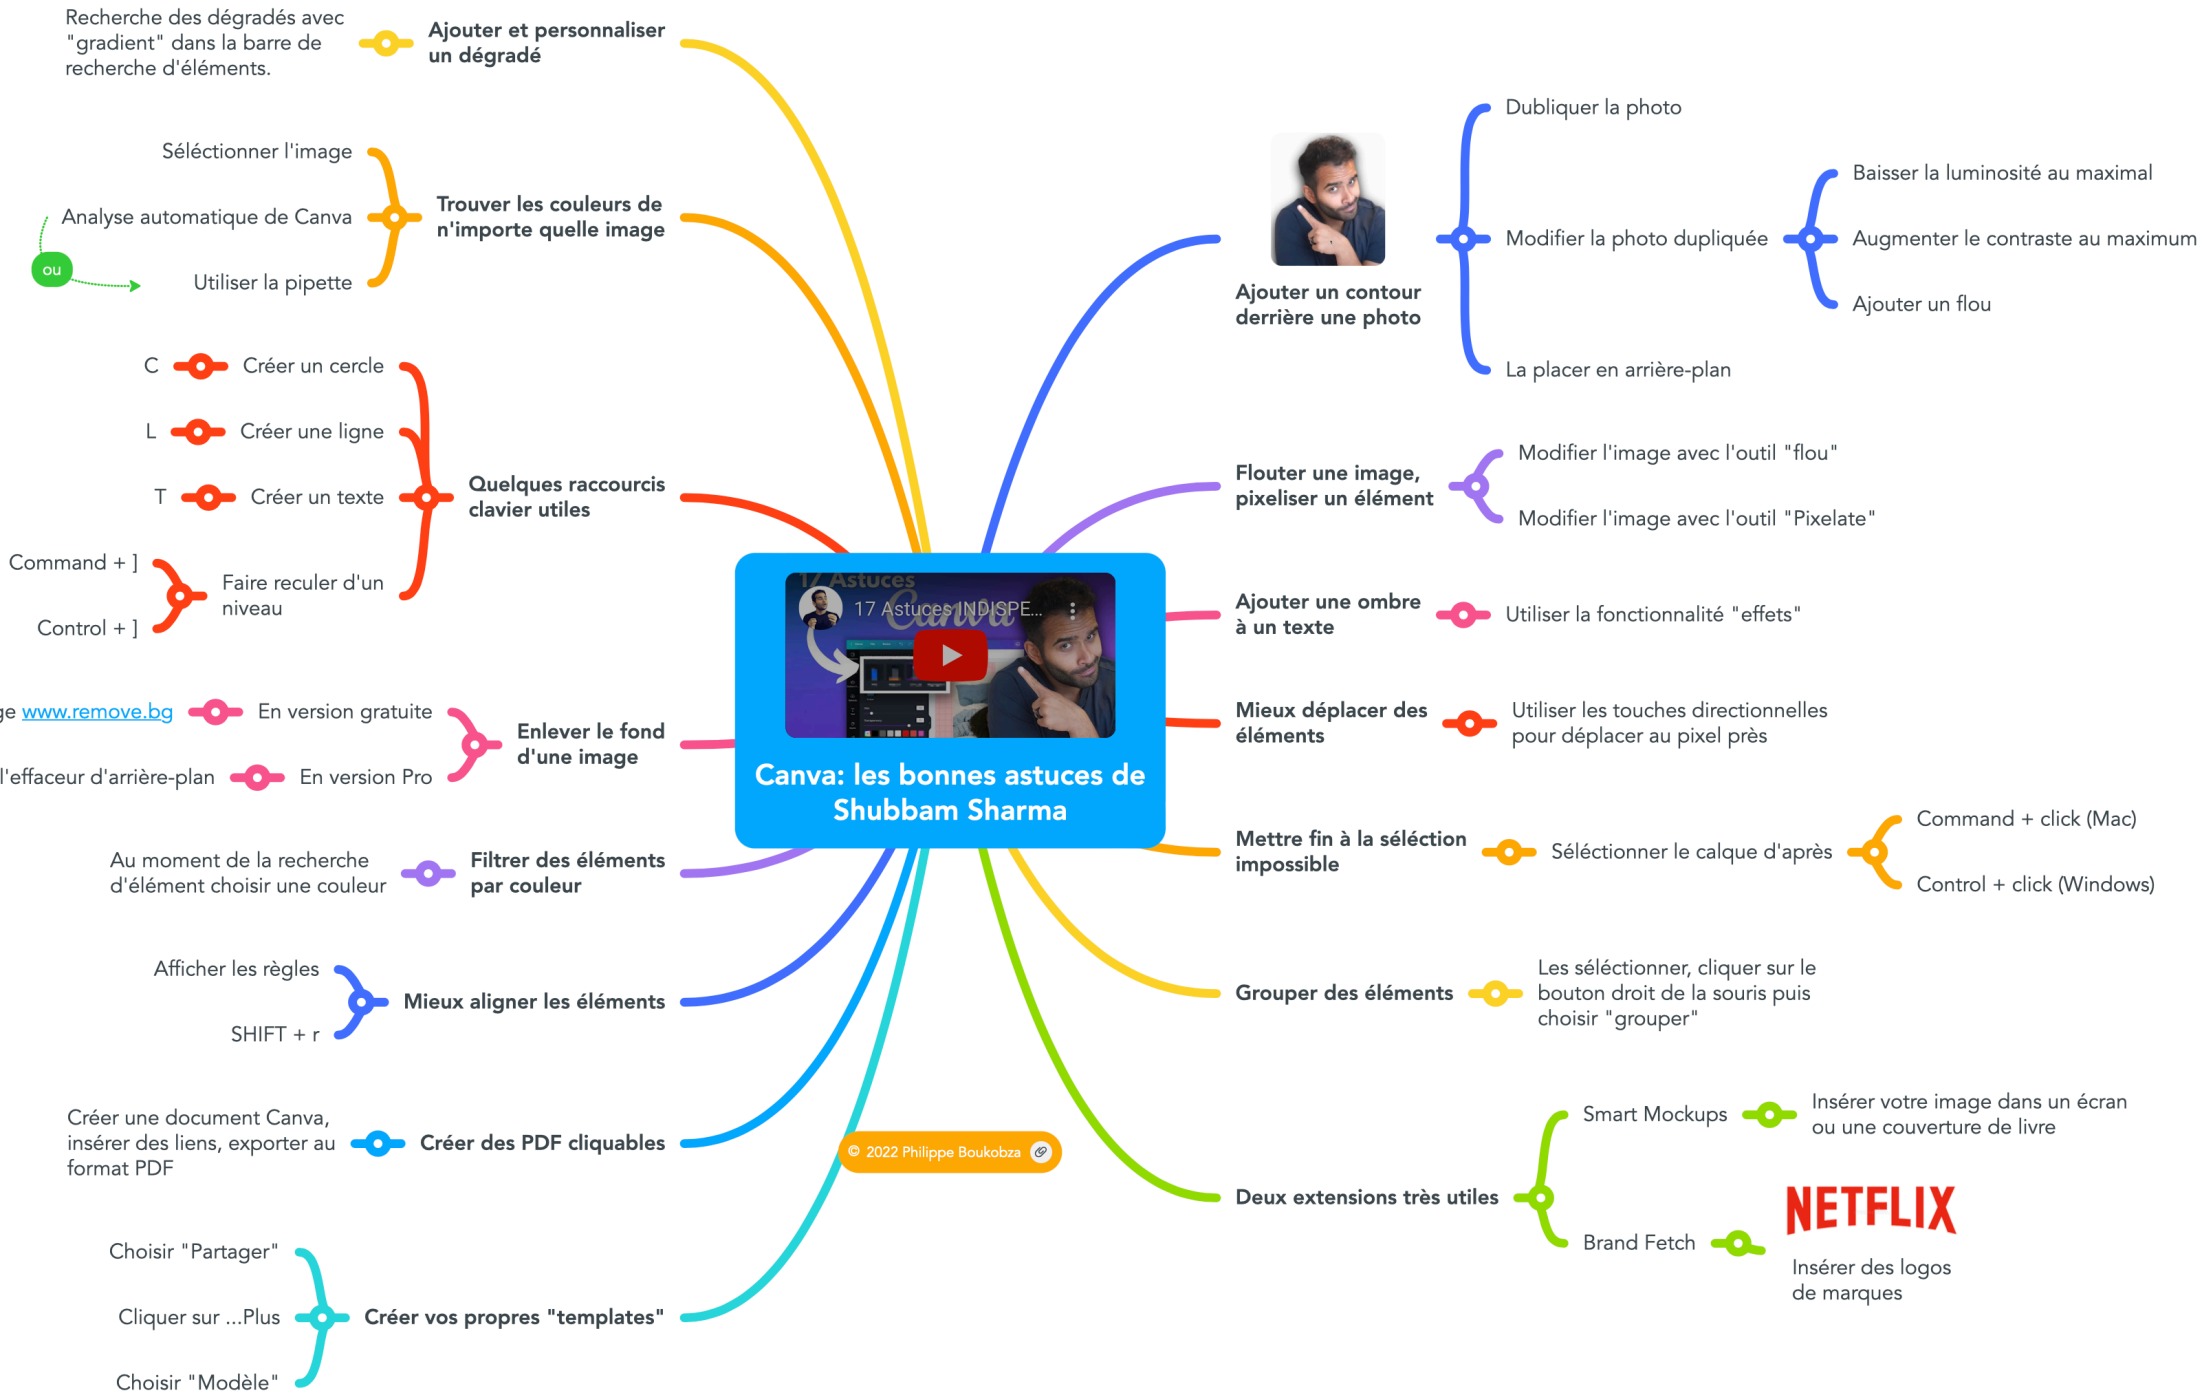 Canva: les bonnes astuces de
Shubbam Sharma
17 Astuces
17 Astuces INDISPE...
Canva
Ajouter un contour
derrière une photo
Dubliquer la photo
Modifier la photo dupliquée
Baisser la luminosité au maximal
Augmenter le contraste au maximum
Ajouter un flou
La placer en arrière-plan
Flouter une image,
pixeliser un élément
Modifier l'image avec l'outil "flou"
Modifier l'image avec l'outil "Pixelate"
Ajouter une ombre
à un texte
Utiliser la fonctionnalité "effets"
Mieux déplacer des
éléments
Utiliser les touches directionnelles
pour déplacer au pixel près
Mettre fin à la séléction
impossible
Séléctionner le calque d'après
Command + click (Mac)
Control + click (Windows)
Grouper des éléments
Les séléctionner, cliquer sur le
bouton droit de la souris puis
choisir "grouper"
Deux extensions très utiles
Smart Mockups
Insérer votre image dans un écran
ou une couverture de livre
Brand Fetch
NETFLIX
Insérer des logos
de marques
Ajouter et personnaliser
un dégradé
Recherche des dégradés avec
"gradient" dans la barre de
recherche d'éléments.
Trouver les couleurs de
n'importe quelle image
Séléctionner l'image
Analyse automatique de Canva
ou
Utiliser la pipette
Quelques raccourcis
clavier utiles
Créer un cercle
C
Créer une ligne
L
Créer un texte
T
Faire reculer d'un
niveau
Command + ]
Control + ]
Enlever le fond
d'une image
En version gratuite
ge www.remove.bg
En version Pro
l'effaceur d'arrière-plan
Filtrer des éléments
par couleur
Au moment de la recherche
d'élément choisir une couleur
Mieux aligner les éléments
Afficher les règles
SHIFT + r
Créer des PDF cliquables
Créer une document Canva,
insérer des liens, exporter au
format PDF
Créer vos propres "templates"
Choisir "Partager"
Cliquer sur ...Plus
Choisir "Modèle"
© 2022 Philippe Boukobza